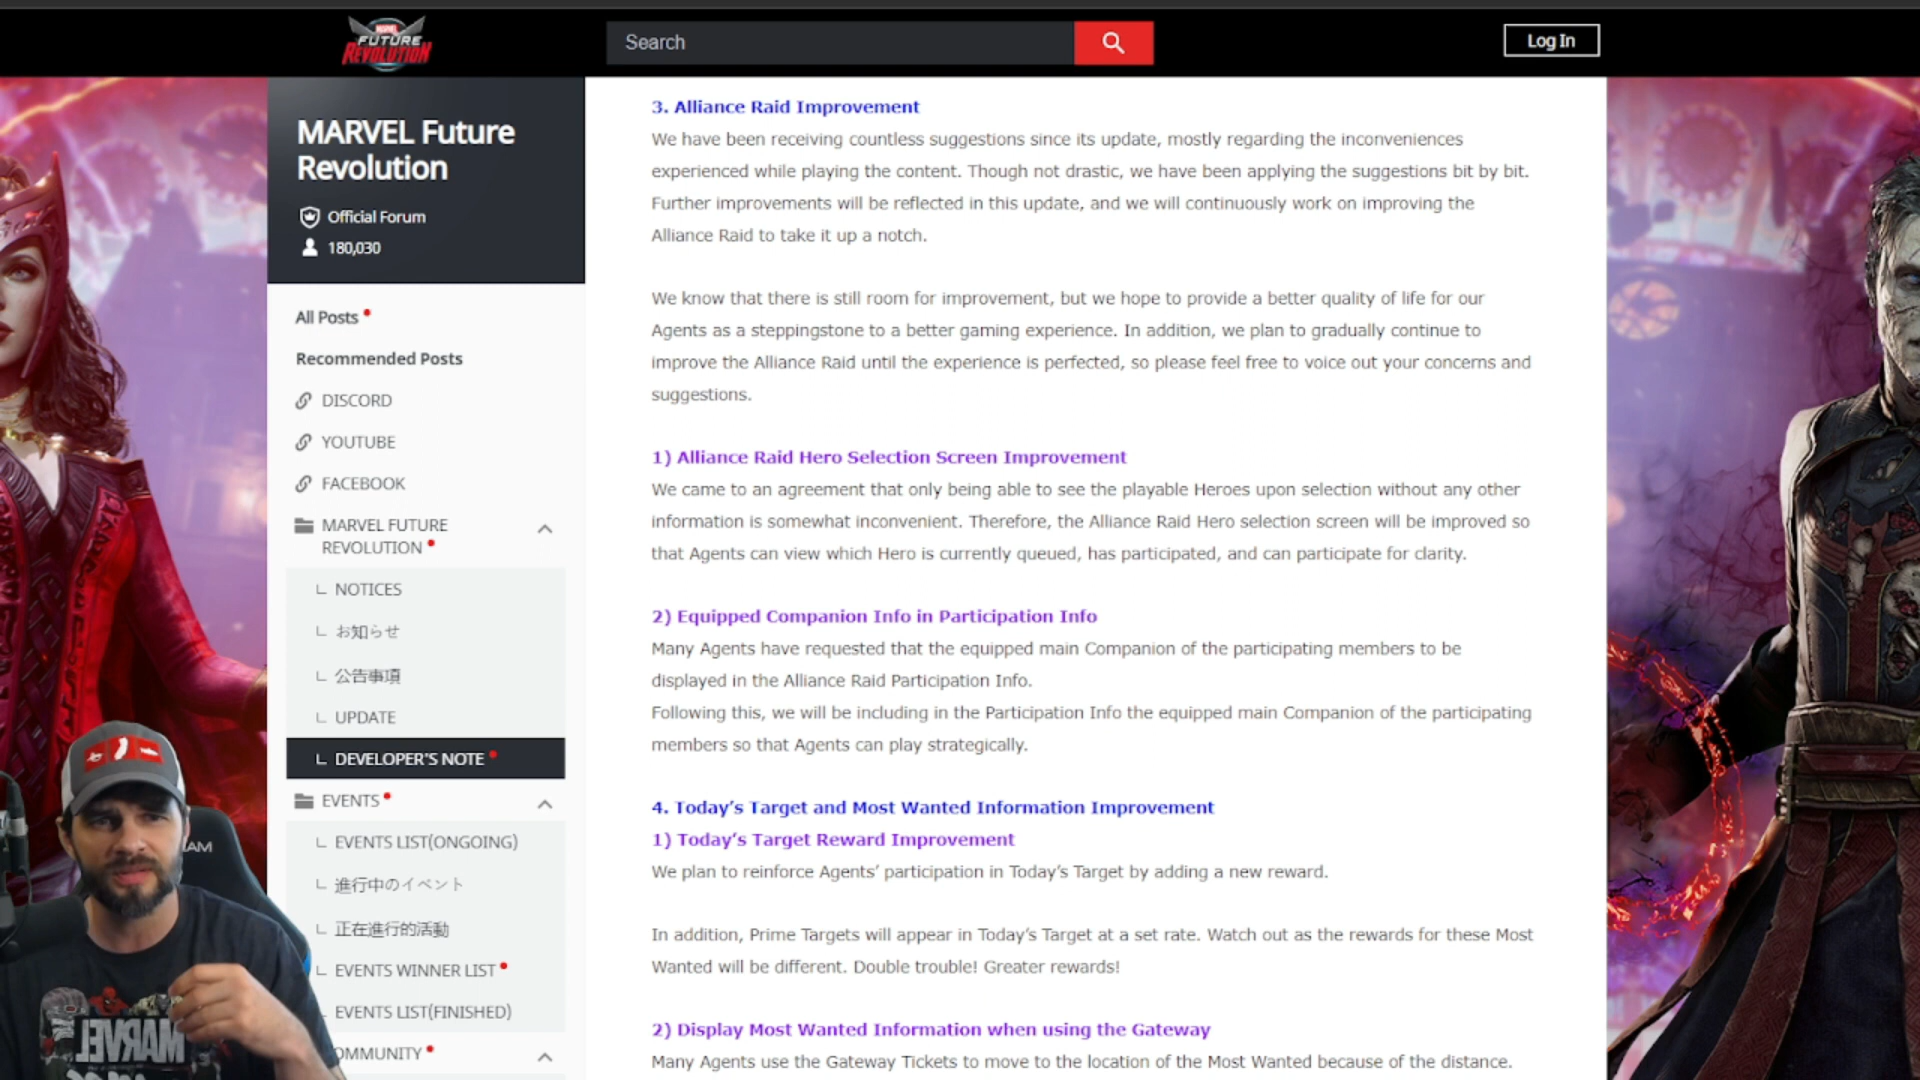 MARVEL
FUTURE
REVOLUTION
Search
Log In
MARVEL Future
Revolution
Official Forum
180,030
All Posts
Recommended Posts
DISCORD
YOUTUBE
FACEBOOK
MARVEL FUTURE
REVOLUTION
NOTICES
お知らせ
公告事項
UPDATE
DEVELOPER'S NOTE
EVENTS
EVENTS LIST(ONGOING)
進行中のイベント
正在進行的活動
EVENTS WINNER LIST
EVENTS LIST(FINISHED)
OMMUNITY
3. Alliance Raid Improvement
We have been receiving countless suggestions since its update, mostly regarding the inconveniences
experienced while playing the content. Though not drastic, we have been applying the suggestions bit by bit.
Further improvements will be reflected in this update, and we will continuously work on improving the
Alliance Raid to take it up a notch.
We know that there is still room for improvement, but we hope to provide a better quality of life for our
Agents as a steppingstone to a better gaming experience. In addition, we plan to gradually continue to
improve the Alliance Raid until the experience is perfected, so please feel free to voice out your concerns and
suggestions.
1) Alliance Raid Hero Selection Screen Improvement
We came to an agreement that only being able to see the playable Heroes upon selection without any other
information is somewhat inconvenient. Therefore, the Alliance Raid Hero selection screen will be improved so
that Agents can view which Hero is currently queued, has participated, and can participate for clarity.
2) Equipped Companion Info in Participation Info
Many Agents have requested that the equipped main Companion of the participating members to be
displayed in the Alliance Raid Participation Info.
Following this, we will be including in the Participation Info the equipped main Companion of the participating
members so that Agents can play strategically.
4. Today's Target and Most Wanted Information Improvement
1) Today's Target Reward Improvement
We plan to reinforce Agents' participation in Today's Target by adding a new reward.
In addition, Prime Targets will appear in Today's Target at a set rate. Watch out as the rewards for these Most
Wanted will be different. Double trouble! Greater rewards!
2) Display Most Wanted Information when using the Gateway
Many Agents use the Gateway Tickets to move to the location of the Most Wanted because of the distance.
AM
MARVEL